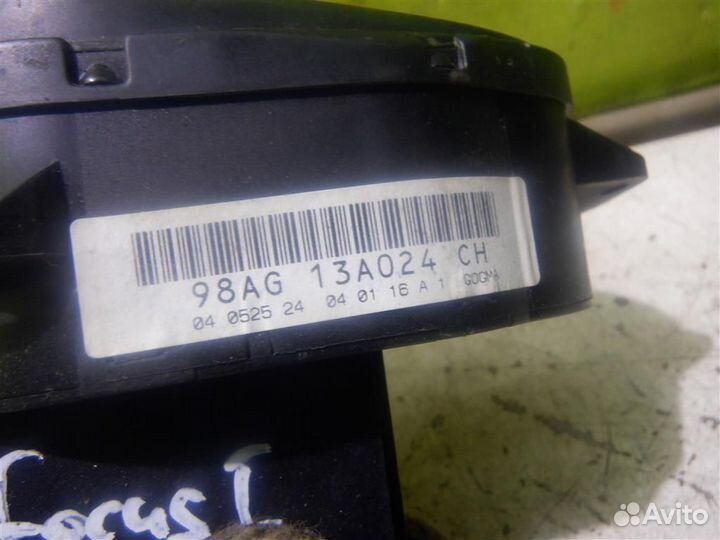 98AG 13A024 CH
04 0525 24 04 01 16 A 1 GOGMA
Focus I
Avito